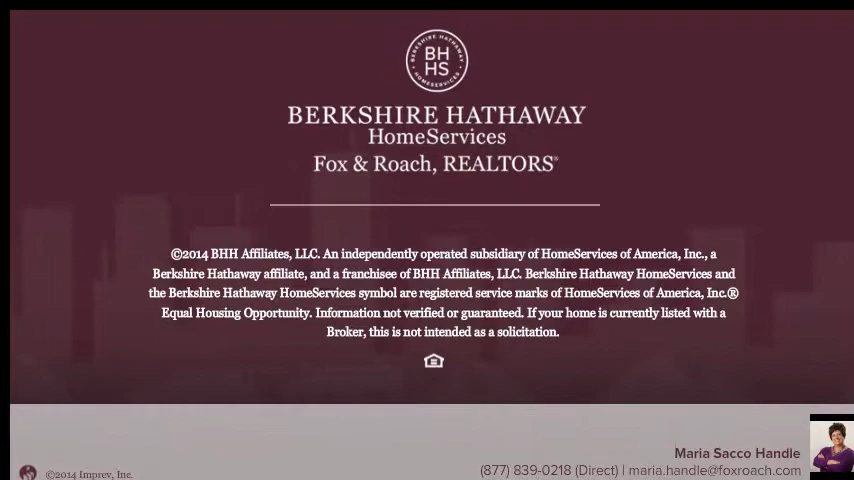 BERKSHIRE HATHAWAY
HOMESERVICES
BH
HS
BERKSHIRE HATHAWAY
HomeServices
Fox & Roach, REALTORS®
©2014 BHH Affiliates, LLC. An independently operated subsidiary of HomeServices of America, Inc., a
Berkshire Hathaway affiliate, and a franchisee of BHH Affiliates, LLC. Berkshire Hathaway HomeServices and
the Berkshire Hathaway HomeServices symbol are registered service marks of HomeServices of America, Inc.®
Equal Housing Opportunity. Information not verified or guaranteed. If your home is currently listed with a
Broker, this is not intended as a solicitation.
Maria Sacco Handle
(877) 839-0218 (Direct) | maria.handle@foxroach.com
©2014 Imprev, Inc.